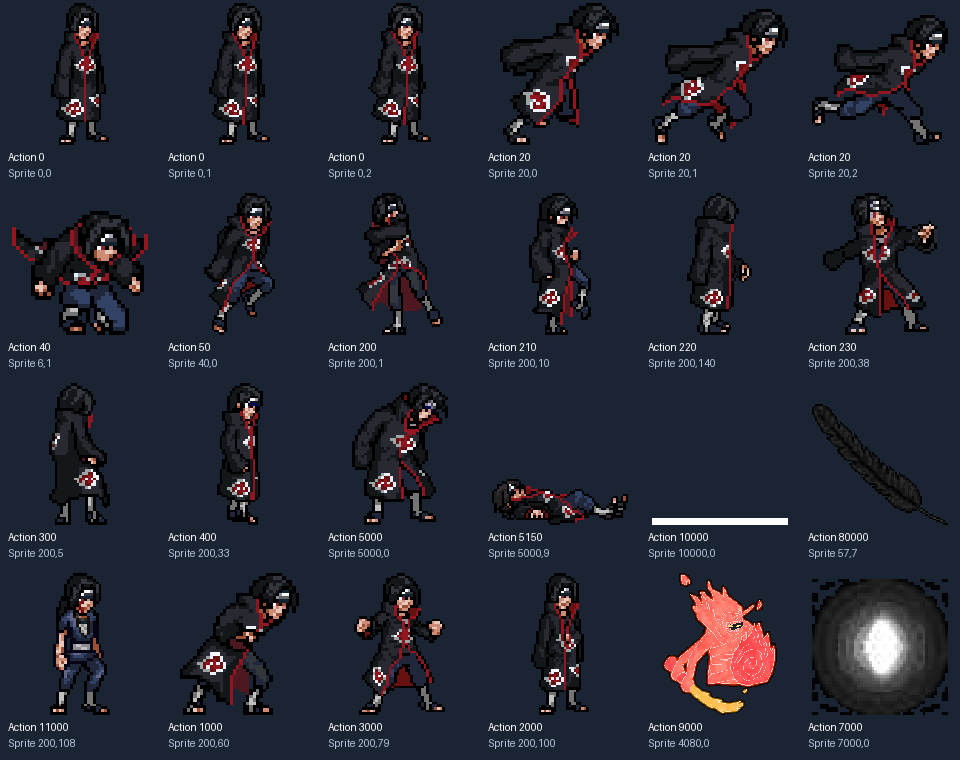 Action 0
Sprite 0,0
Action 0
Sprite 0,1
Action 0
Sprite 0,2
Action 20
Sprite 20,0
Action 20
Sprite 20,1
Action 20
Sprite 20,2
Action 40
Sprite 6,1
Action 50
Sprite 40,0
Action 200
Sprite 200,1
Action 210
Sprite 200,10
Action 220
Sprite 200,140
Action 230
Sprite 200,38
Action 300
Sprite 200,5
Action 400
Sprite 200,33
Action 5000
Sprite 5000,0
Action 5150
Sprite 5000,9
Action 10000
Sprite 10000,0
Action 80000
Sprite 57,7
Action 11000
Sprite 200,108
Action 1000
Sprite 200,60
Action 3000
Sprite 200,79
Action 2000
Sprite 200,100
Action 9000
Sprite 4080,0
Action 7000
Sprite 7000,0